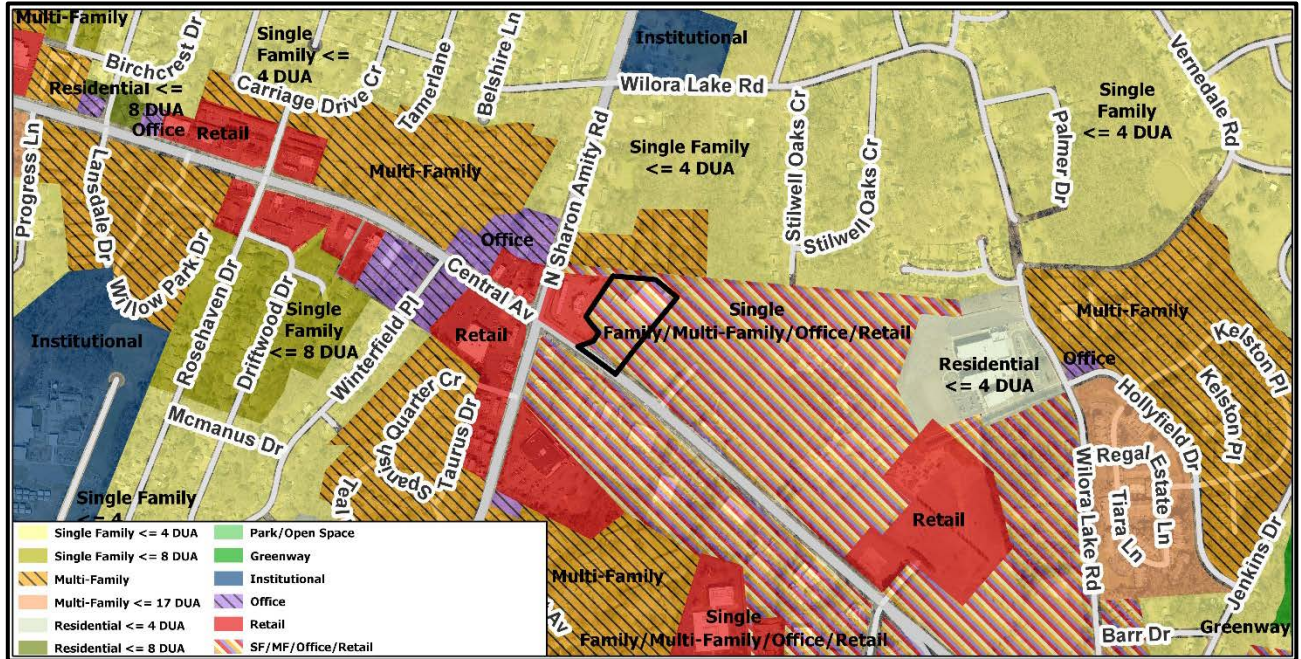 Multi-Family
Birchcrest Dr
Residential <=
8 DUA
Office
Retail
Single
Family <=
4 DUA
Carriage Drive Cr
Tamerlane
Belshire Ln
Institutional
Wilora Lake Rd
N Sharon Amity Rd
Single Family
<= 4 DUA
Stilwell Oaks Cr
Stilwell Oaks Cr
Palmer Dr
Single
Family
<= 4 DUA
Vernedale Rd
Progress Ln
Lausdale Dr
Willow Park Dr
Rosehaven Dr
Driftwood Dr
Multi-Family
Office
Central Av
Single
Family
<= 8 DUA
Winterfield Pl
Retail
Single
Family/Multi-Family/Office/Retail
Residential
<= 4 DUA
Multi-Family
Office
Kelston Pl
Kelston Pl
Hollyfield Dr
Institutional
Mcmanus Dr
Spanish Quarter Cr
Taurus Dr
Teal
Regal
Estate Ln
Tiara Ln
Wilora Lake Rd
Retail
Jenkins Dr
Single Family
<= 4
Multi-Family
Av
Single
Family/Multi-Family/Office/Retail
Barr Dr
Greenway
Single Family <= 4 DUA
Single Family <= 8 DUA
Multi-Family
Multi-Family <= 17 DUA
Residential <= 4 DUA
Residential <= 8 DUA
Park/Open Space
Greenway
Institutional
Office
Retail
SF/MF/Office/Retail